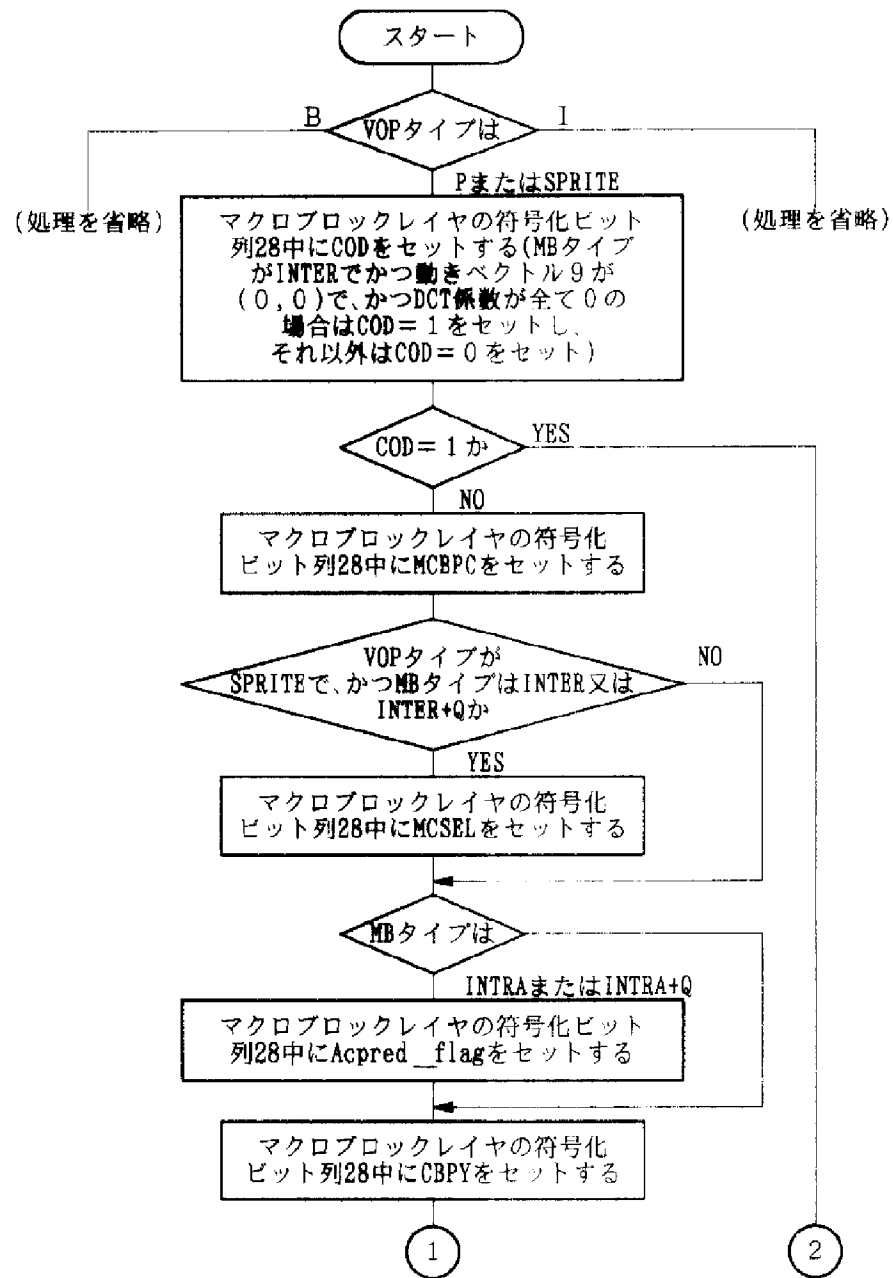 スタート
B
VOPタイプは
I
PまたはSPRITE
(処理を省略)
(処理を省略)
マクロブロックレイヤの符号化ビット
列28中にCODをセットする(MBタイプ
がINTERでかつ動きベクトル9が
(0,0)で、かつDCT係数が全て0の
場合はCOD=1をセットし、
それ以外はCOD=0をセット)
COD=1か
YES
NO
マクロブロックレイヤの符号化
ビット列28中にMCBPCをセットする
VOPタイプが
SPRITEで、かつMBタイプはINTER又は
INTER+Qか
NO
YES
マクロブロックレイヤの符号化
ビット列28中にMCSELをセットする
MBタイプは
INTRAまたはINTRA+Q
マクロブロックレイヤの符号化ビット
列28中にAcpred_flagをセットする
マクロブロックレイヤの符号化
ビット列28中にCBPYをセットする
1
2